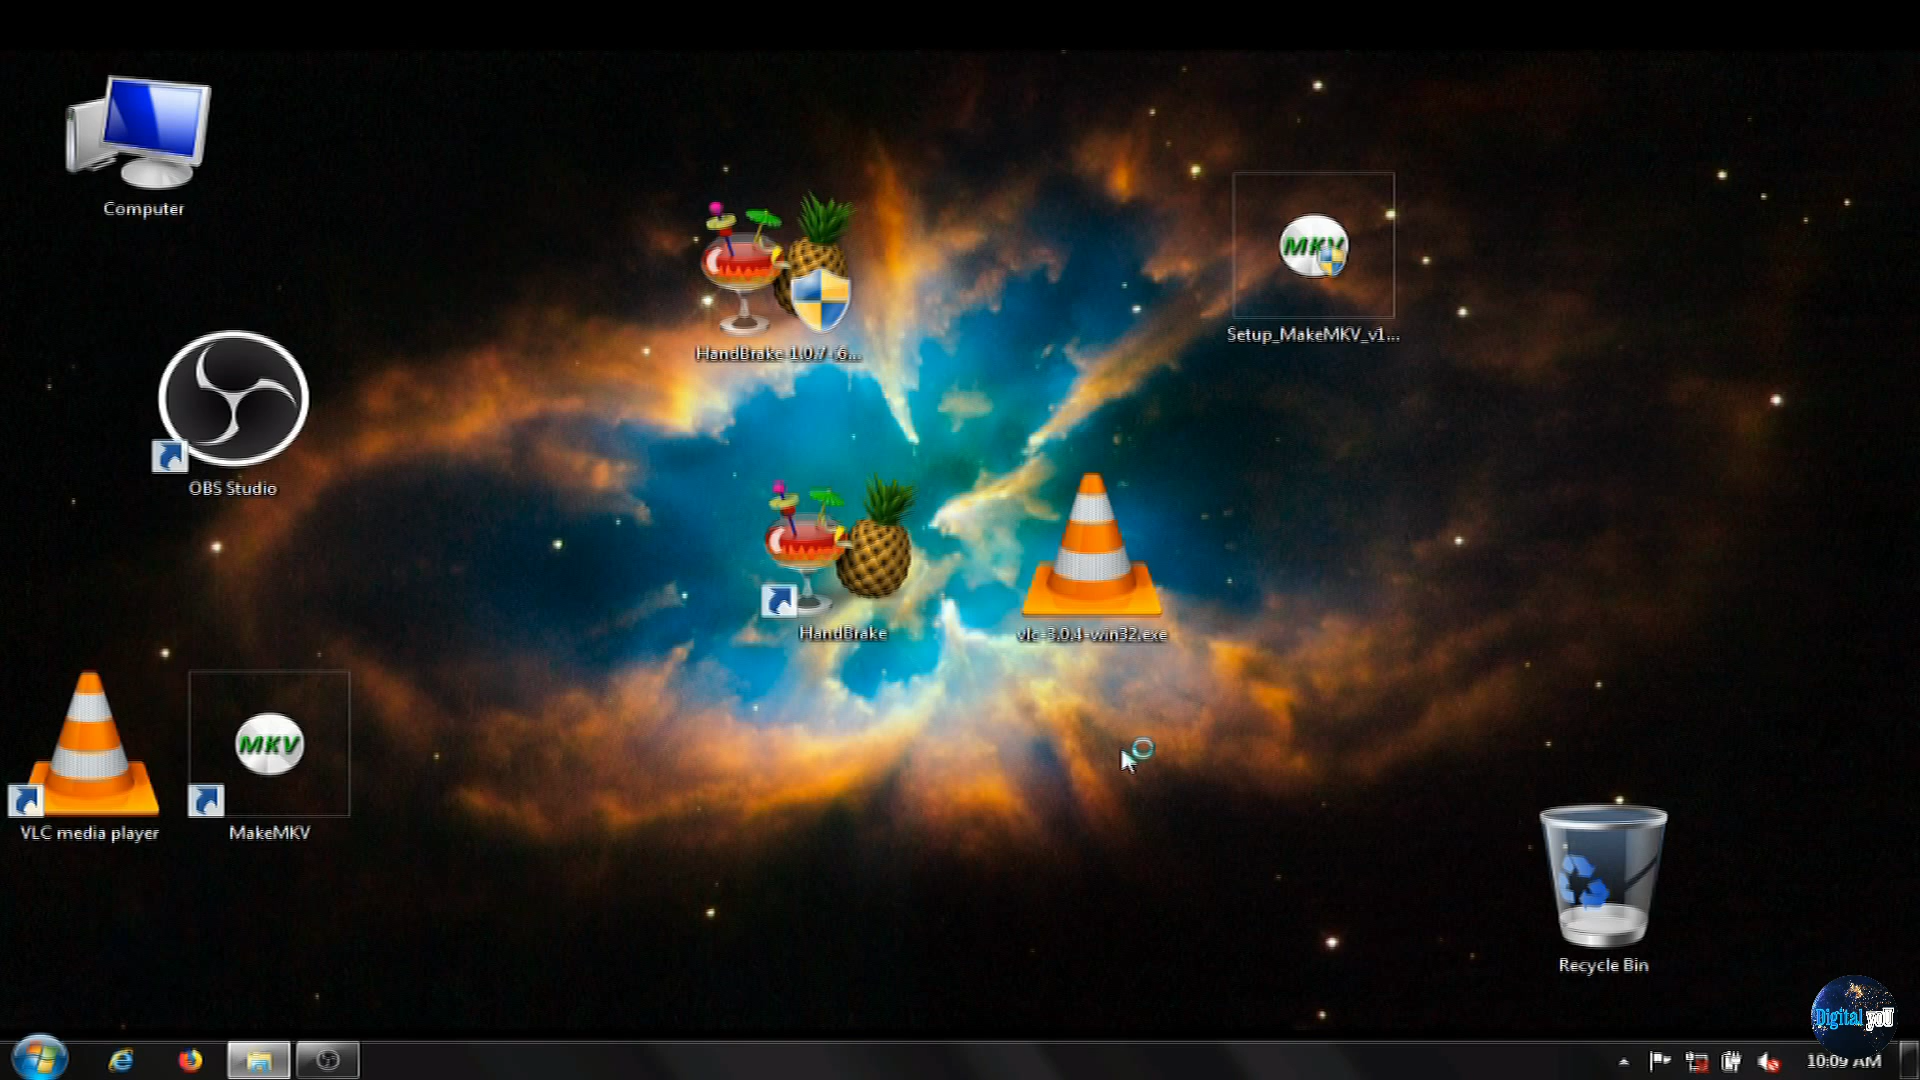 Computer
HandBrake-1.0.7-
Setup_MakeMKV_v1...
MKV
OBS Studio
HandBrake
vlc-3.0.4-win32.exe
MKV
VLC media player
MakeMKV
Recycle Bin
Digital yoU
10:09 AM